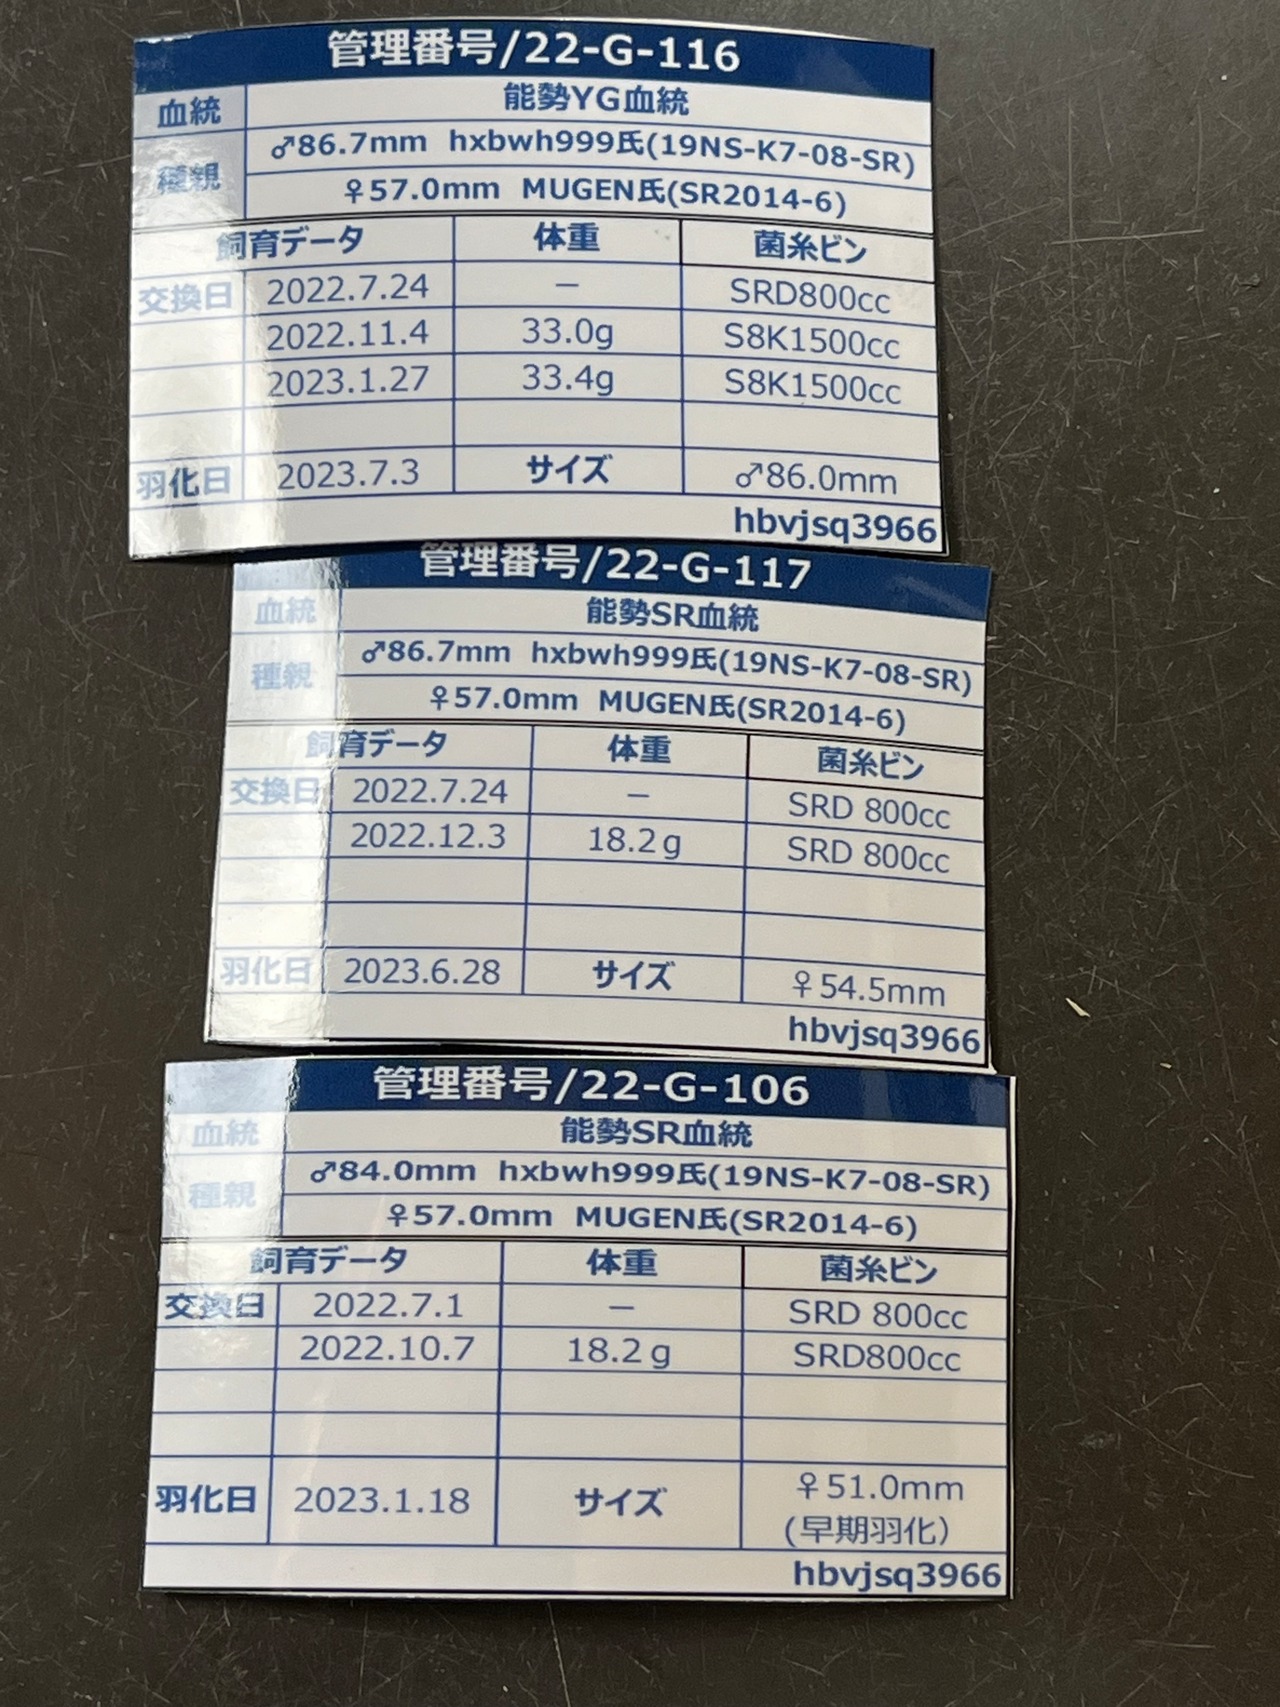 管理番号/22-G-116
血統 能勢YG血統
種親 ♂86.7mm hxbwh999氏(19NS-K7-08-SR)
♀57.0mm MUGEN氏(SR2014-6)
飼育データ 体重 菌糸ビン
交換日 2022.7.24 － SRD800cc
2022.11.4 33.0g S8K1500cc
2023.1.27 33.4g S8K1500cc
羽化日 2023.7.3 サイズ ♂86.0mm
hbvjsq3966
管理番号/22-G-117
血統 能勢SR血統
種親 ♂86.7mm hxbwh999氏(19NS-K7-08-SR)
♀57.0mm MUGEN氏(SR2014-6)
飼育データ 体重 菌糸ビン
交換日 2022.7.24 － SRD 800cc
2022.12.3 18.2g SRD 800cc
羽化日 2023.6.28 サイズ ♀54.5mm
hbvjsq3966
管理番号/22-G-106
血統 能勢SR血統
種親 ♂84.0mm hxbwh999氏(19NS-K7-08-SR)
♀57.0mm MUGEN氏(SR2014-6)
飼育データ 体重 菌糸ビン
交換日 2022.7.1 － SRD 800cc
2022.10.7 18.2g SRD800cc
羽化日 2023.1.18 サイズ ♀51.0mm
(早期羽化)
hbvjsq3966